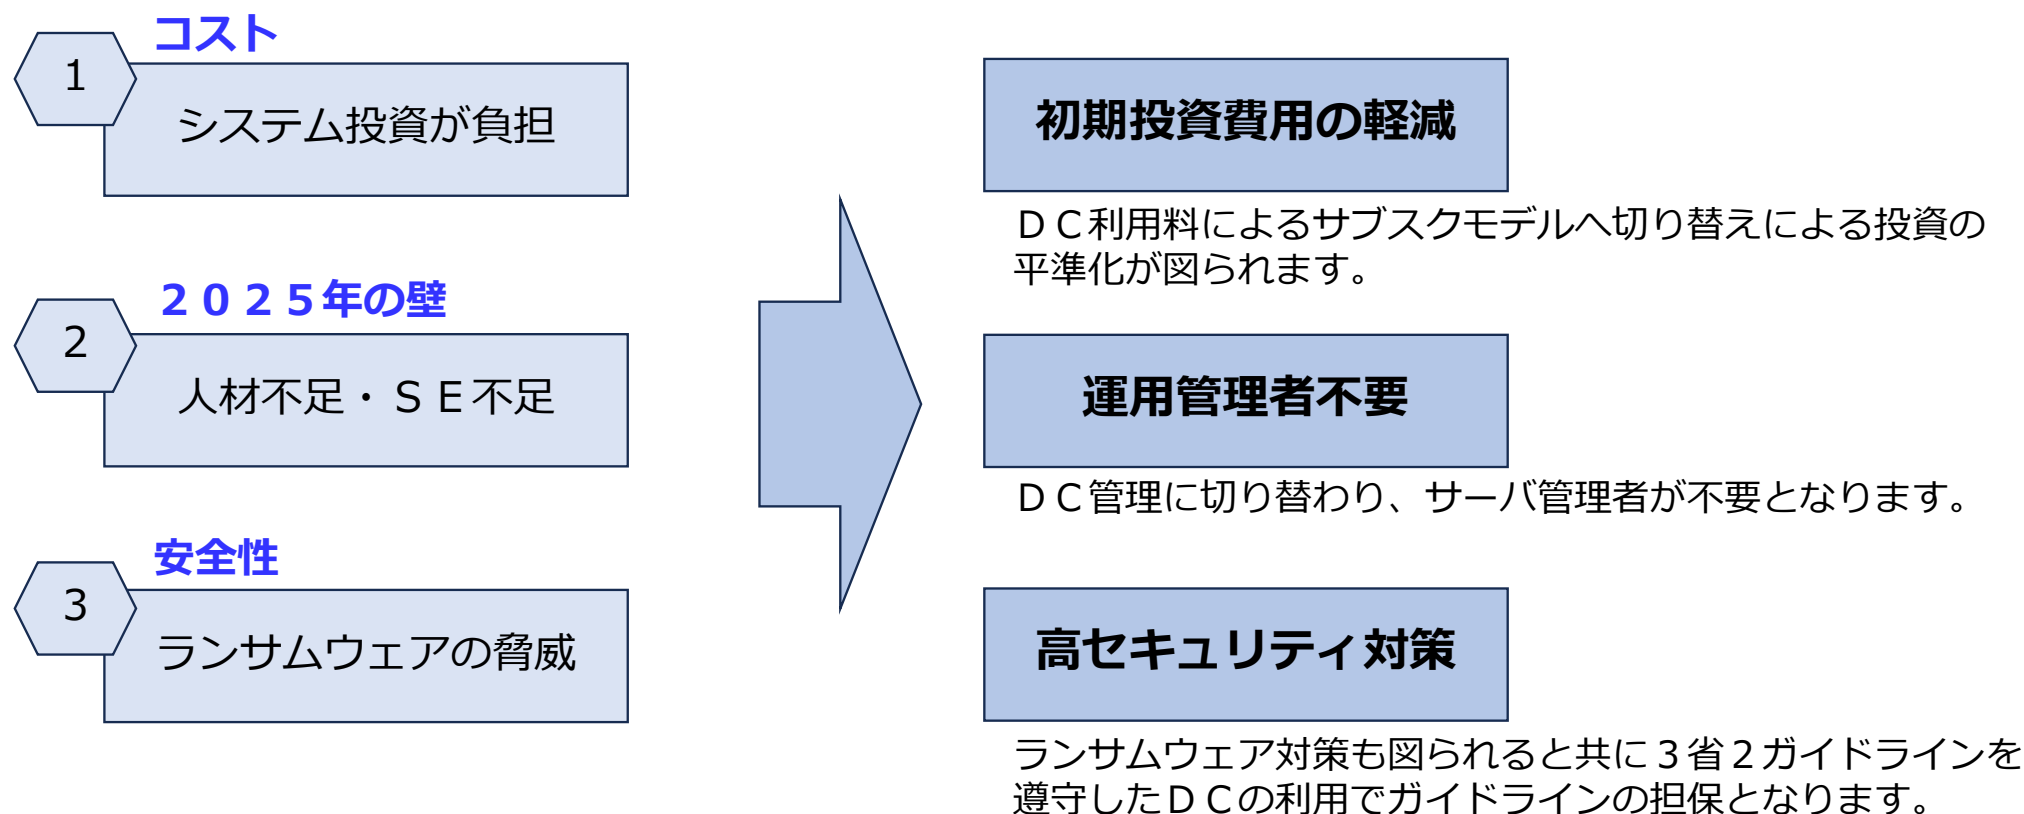 コスト
1
システム投資が負担
初期投資費用の軽減
ＤＣ利用料によるサブスクモデルへ切り替えによる投資の
平準化が図られます。
２０２５年の壁
2
人材不足・ＳＥ不足
運用管理者不要
ＤＣ管理に切り替わり、サーバ管理者が不要となります。
安全性
3
ランサムウェアの脅威
高セキュリティ対策
ランサムウェア対策も図られると共に３省２ガイドラインを
遵守したＤＣの利用でガイドラインの担保となります。